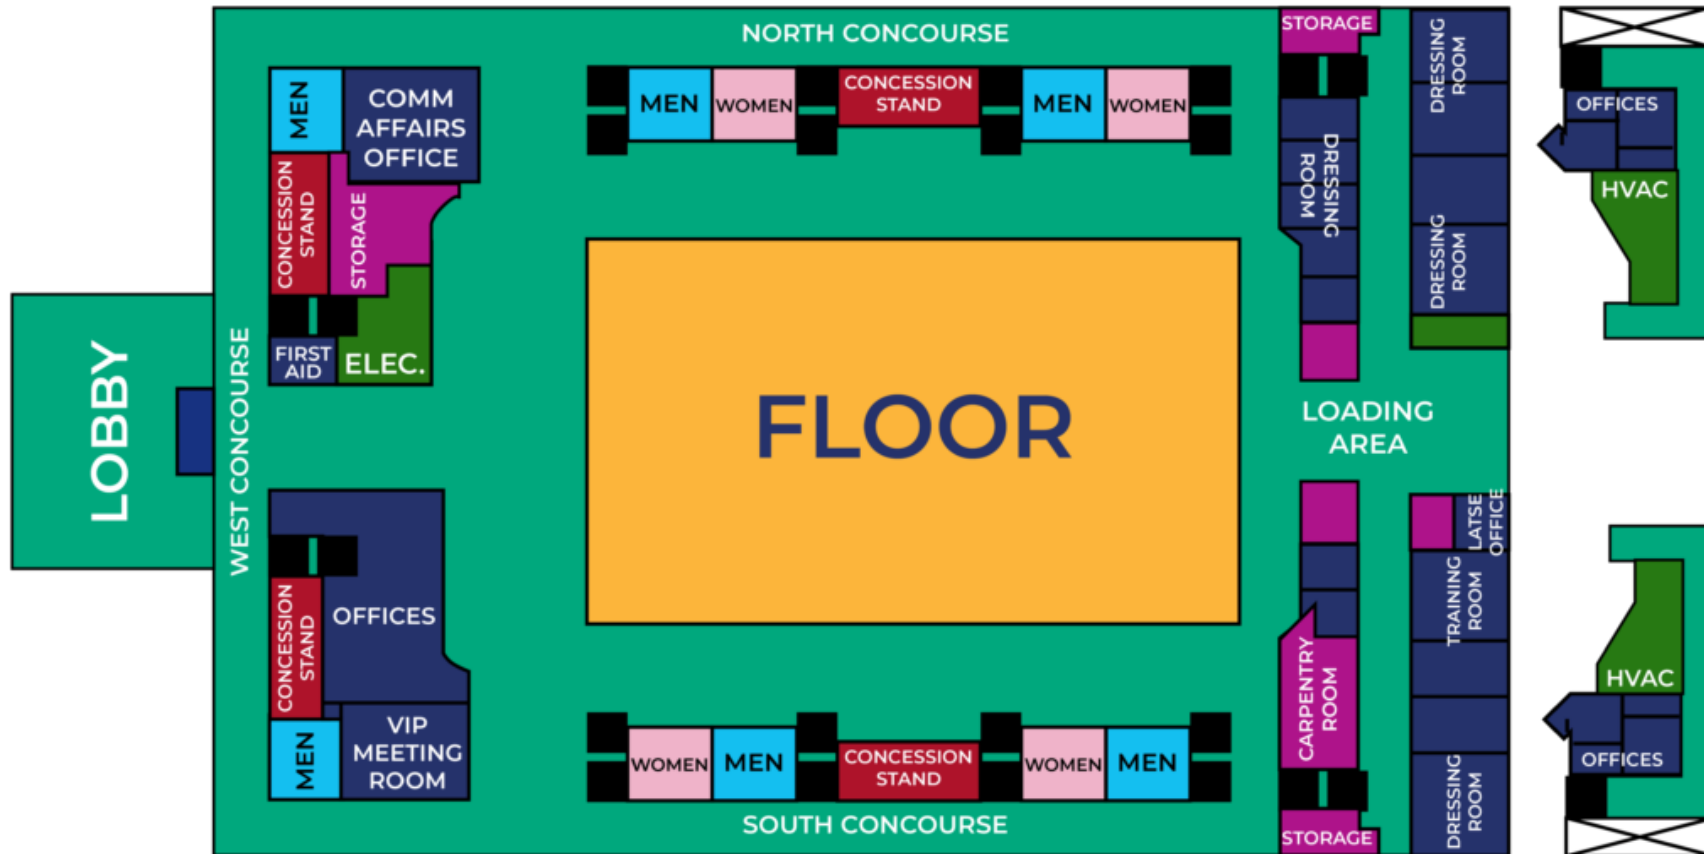 NORTH CONCOURSE
STORAGE
DRESSING
ROOM
OFFICES
HVAC
MEN
COMM
AFFAIRS
OFFICE
MEN
WOMEN
CONCESSION
STAND
MEN
WOMEN
DRESSING
ROOM
CONCESSION
STAND
STORAGE
DRESSING
ROOM
FIRST
AID
ELEC.
LOBBY
WEST CONCOURSE
FLOOR
LOADING
AREA
LATSE
OFFICE
CONCESSION
STAND
OFFICES
TRAINING
ROOM
CARPENTRY
ROOM
HVAC
OFFICES
MEN
VIP
MEETING
ROOM
WOMEN
MEN
CONCESSION
STAND
WOMEN
MEN
DRESSING
ROOM
SOUTH CONCOURSE
STORAGE